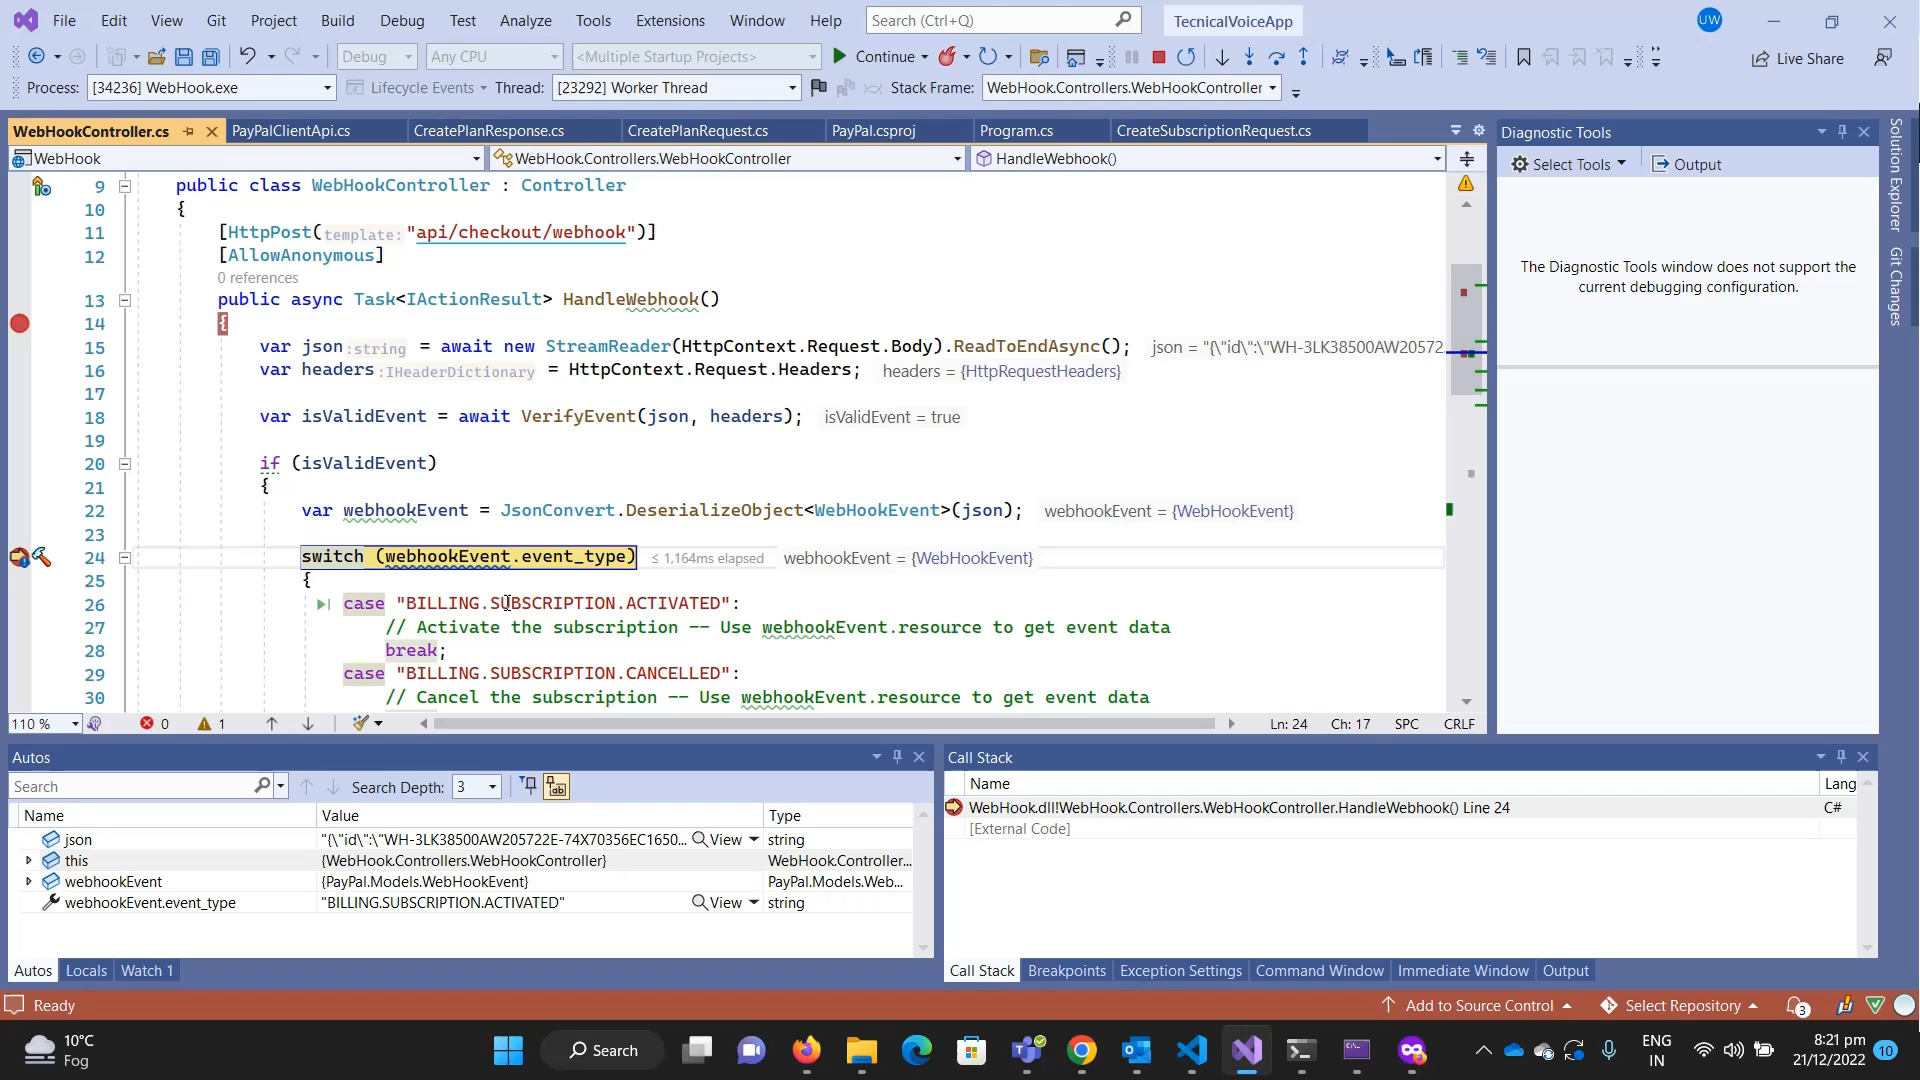 File Edit View Git Project Build Debug Test Analyze Tools Extensions Window Help Search (Ctrl+Q) TecnicalVoiceApp UW
Debug Any CPU <Multiple Startup Projects> Continue Live Share
Process: [34236] WebHook.exe Lifecycle Events Thread: [23292] Worker Thread Stack Frame: WebHook.Controllers.WebHookController
WebHookController.cs PayPalClientApi.cs CreatePlanResponse.cs CreatePlanRequest.cs PayPal.csproj Program.cs CreateSubscriptionRequest.cs
WebHook WebHook.Controllers.WebHookController HandleWebhook()
9 public class WebHookController : Controller
10 {
11 [HttpPost(template: "api/checkout/webhook")]
12 [AllowAnonymous]
0 references
13 public async Task<IActionResult> HandleWebhook()
14 {
15 var json :string = await new StreamReader(HttpContext.Request.Body).ReadToEndAsync(); json = "{\"id\":\"WH-3LK38500AW20572
16 var headers :IHeaderDictionary = HttpContext.Request.Headers; headers = {HttpRequestHeaders}
17
18 var isValidEvent = await VerifyEvent(json, headers); isValidEvent = true
19
20 if (isValidEvent)
21 {
22 var webhookEvent = JsonConvert.DeserializeObject<WebHookEvent>(json); webhookEvent = {WebHookEvent}
23
24 switch (webhookEvent.event_type) ≤ 1,164ms elapsed webhookEvent = {WebHookEvent}
25 {
26 case "BILLING.SUBSCRIPTION.ACTIVATED":
27 // Activate the subscription -- Use webhookEvent.resource to get event data
28 break;
29 case "BILLING.SUBSCRIPTION.CANCELLED":
30 // Cancel the subscription -- Use webhookEvent.resource to get event data
110 % 0 1 Ln: 24 Ch: 17 SPC CRLF
Diagnostic Tools
Select Tools Output
The Diagnostic Tools window does not support the
current debugging configuration.
Solution Explorer
Git Changes
Autos
Search Search Depth: 3
Name Value Type
json "{\"id\":\"WH-3LK38500AW205722E-74X70356EC1650... View string
this {WebHook.Controllers.WebHookController} WebHook.Controller...
webhookEvent {PayPal.Models.WebHookEvent} PayPal.Models.Web...
webhookEvent.event_type "BILLING.SUBSCRIPTION.ACTIVATED" View string
Autos Locals Watch 1
Call Stack
Name Lang
WebHook.dll!WebHook.Controllers.WebHookController.HandleWebhook() Line 24 C#
[External Code]
Call Stack Breakpoints Exception Settings Command Window Immediate Window Output
Ready Add to Source Control Select Repository 3
10°C
Fog
Search
ENG
IN
8:21 pm
21/12/2022
10